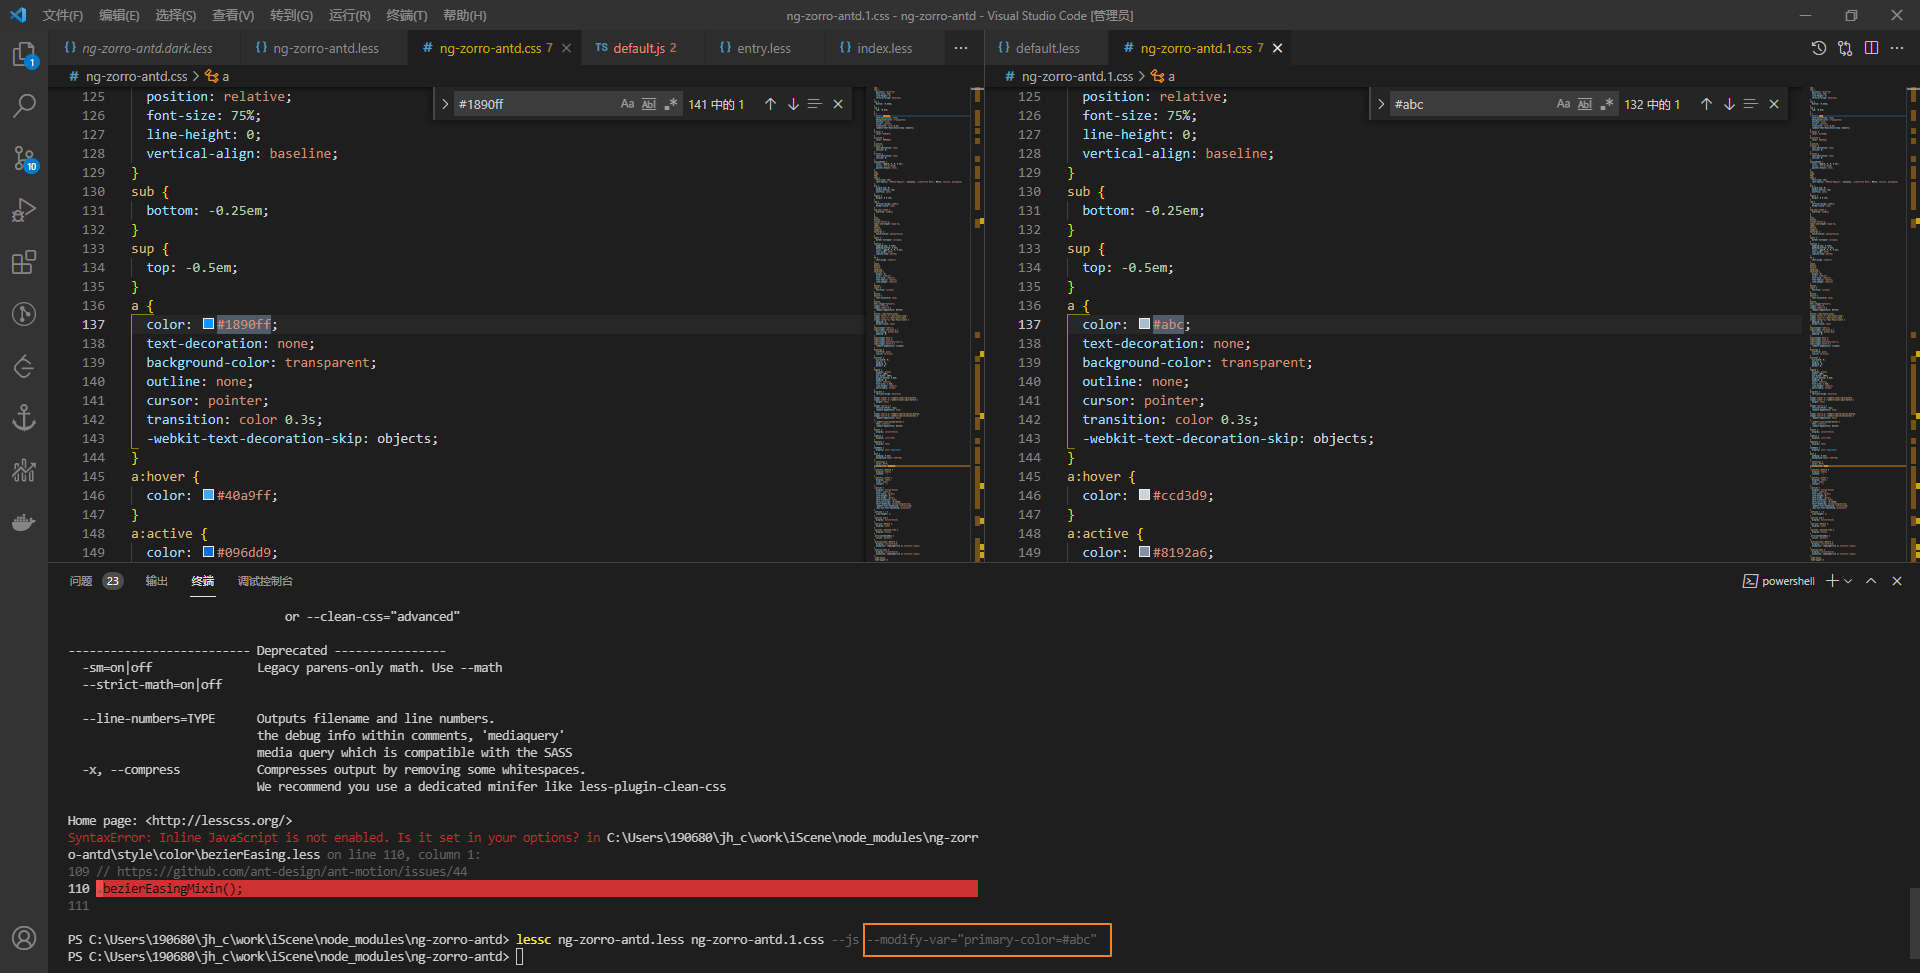 文件(F) 编辑(E) 选择(S) 查看(V) 转到(G) 运行(R) 终端(T) 帮助(H) ng-zorro-antd.1.css - ng-zorro-antd - Visual Studio Code [管理员]
{} ng-zorro-antd.dark.less {} ng-zorro-antd.less # ng-zorro-antd.css 7 TS default.js 2 {} entry.less {} index.less ··· {} default.less # ng-zorro-antd.1.css 7
# ng-zorro-antd.css > a
#1890ff Aa Abl .* 141 中的 1
125 position: relative;
126 font-size: 75%;
127 line-height: 0;
128 vertical-align: baseline;
129 }
130 sub {
131 bottom: -0.25em;
132 }
133 sup {
134 top: -0.5em;
135 }
136 a {
137 color: #1890ff;
138 text-decoration: none;
139 background-color: transparent;
140 outline: none;
141 cursor: pointer;
142 transition: color 0.3s;
143 -webkit-text-decoration-skip: objects;
144 }
145 a:hover {
146 color: #40a9ff;
147 }
148 a:active {
149 color: #096dd9;
# ng-zorro-antd.1.css > a
#abc Aa Abl .* 132 中的 1
125 position: relative;
126 font-size: 75%;
127 line-height: 0;
128 vertical-align: baseline;
129 }
130 sub {
131 bottom: -0.25em;
132 }
133 sup {
134 top: -0.5em;
135 }
136 a {
137 color: #abc;
138 text-decoration: none;
139 background-color: transparent;
140 outline: none;
141 cursor: pointer;
142 transition: color 0.3s;
143 -webkit-text-decoration-skip: objects;
144 }
145 a:hover {
146 color: #ccd3d9;
147 }
148 a:active {
149 color: #8192a6;
1
10
问题 23 输出 终端 调试控制台 powershell
or --clean-css="advanced"
-------------------------- Deprecated ----------------
-sm=on|off Legacy parens-only math. Use --math
--strict-math=on|off
--line-numbers=TYPE Outputs filename and line numbers.
the debug info within comments, 'mediaquery'
media query which is compatible with the SASS
-x, --compress Compresses output by removing some whitespaces.
We recommend you use a dedicated minifer like less-plugin-clean-css
Home page: <http://lesscss.org/>
SyntaxError: Inline JavaScript is not enabled. Is it set in your options? in C:\Users\190680\jh_c\work\iScene\node_modules\ng-zorr
o-antd\style\color\bezierEasing.less on line 110, column 1:
109 // https://github.com/ant-design/ant-motion/issues/44
110 .bezierEasingMixin();
111
PS C:\Users\190680\jh_c\work\iScene\node_modules\ng-zorro-antd> lessc ng-zorro-antd.less ng-zorro-antd.1.css --js --modify-var="primary-color=#abc"
PS C:\Users\190680\jh_c\work\iScene\node_modules\ng-zorro-antd>